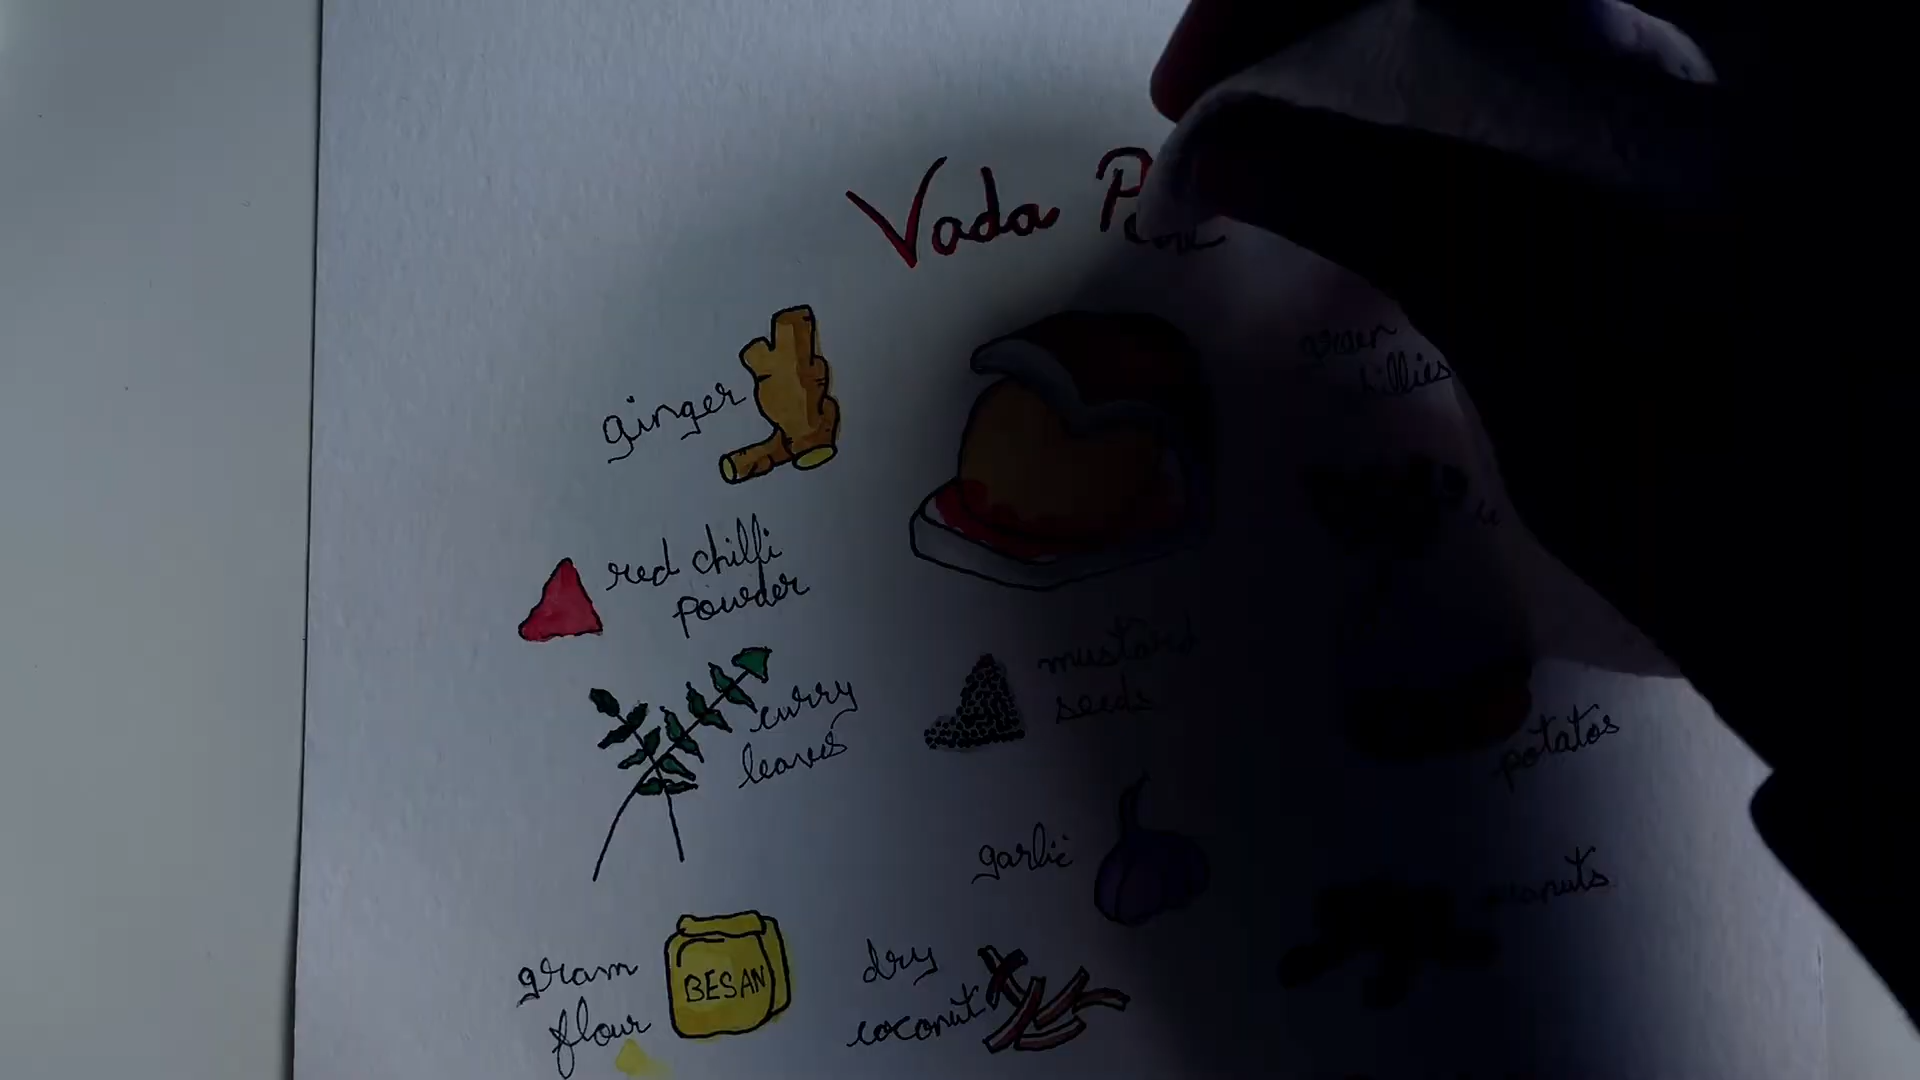 Vada
ginger
red chilli
powder
curry
leaves
mustard
seeds
potatos
garlic
gram
flour
BESAN
dry
coconut